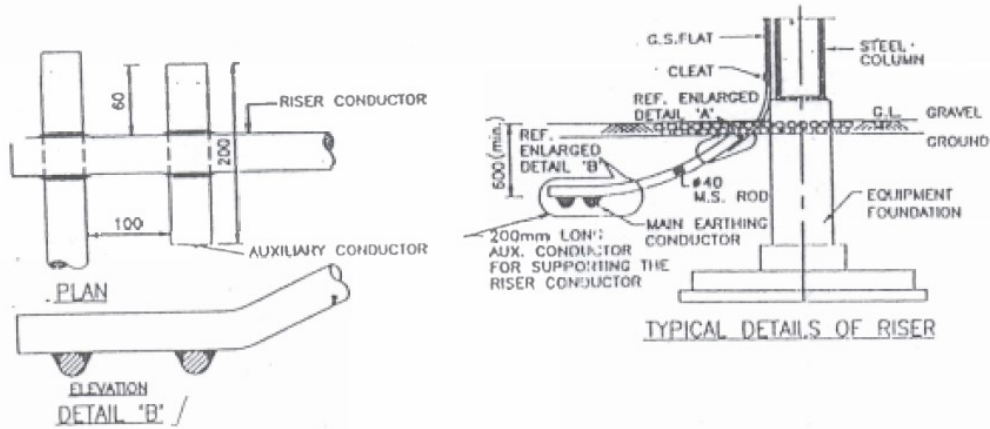 60
RISER CONDUCTOR
200
100
AUXILIARY CONDUCTOR
PLAN
ELEVATION
DETAIL 'B'
G.S.FLAT
CLEAT
STEEL
COLUMN
REF. ENLARGED
DETAIL 'A'
G.L.
GRAVEL
GROUND
600 (min.)
REF.
ENLARGED
DETAIL 'B'
ø40
M.S. ROD
EQUIPMENT
FOUNDATION
MAIN EARTHING
CONDUCTOR
200mm LONG
AUX. CONDUCTOR
FOR SUPPORTING THE
RISER CONDUCTOR
TYPICAL DETAILS OF RISER